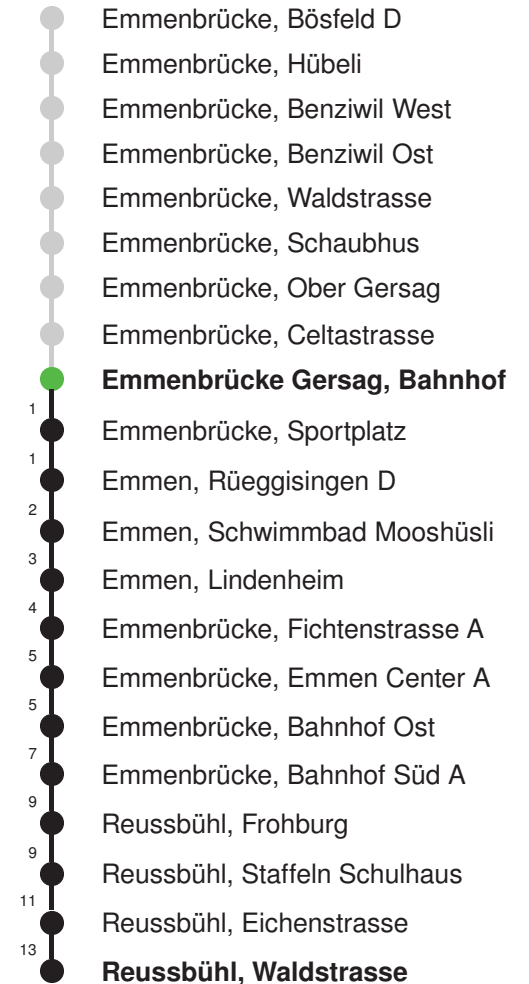 Emmenbrücke, Bösfeld D
Emmenbrücke, Hübeli
Emmenbrücke, Benziwil West
Emmenbrücke, Benziwil Ost
Emmenbrücke, Waldstrasse
Emmenbrücke, Schaubhus
Emmenbrücke, Ober Gersag
Emmenbrücke, Celtastrasse
Emmenbrücke Gersag, Bahnhof
1 Emmenbrücke, Sportplatz
1 Emmen, Rüeggisingen D
2 Emmen, Schwimmbad Mooshüsli
3 Emmen, Lindenheim
4 Emmenbrücke, Fichtenstrasse A
5 Emmenbrücke, Emmen Center A
5 Emmenbrücke, Bahnhof Ost
7 Emmenbrücke, Bahnhof Süd A
9 Reussbühl, Frohburg
9 Reussbühl, Staffeln Schulhaus
11 Reussbühl, Eichenstrasse
13 Reussbühl, Waldstrasse